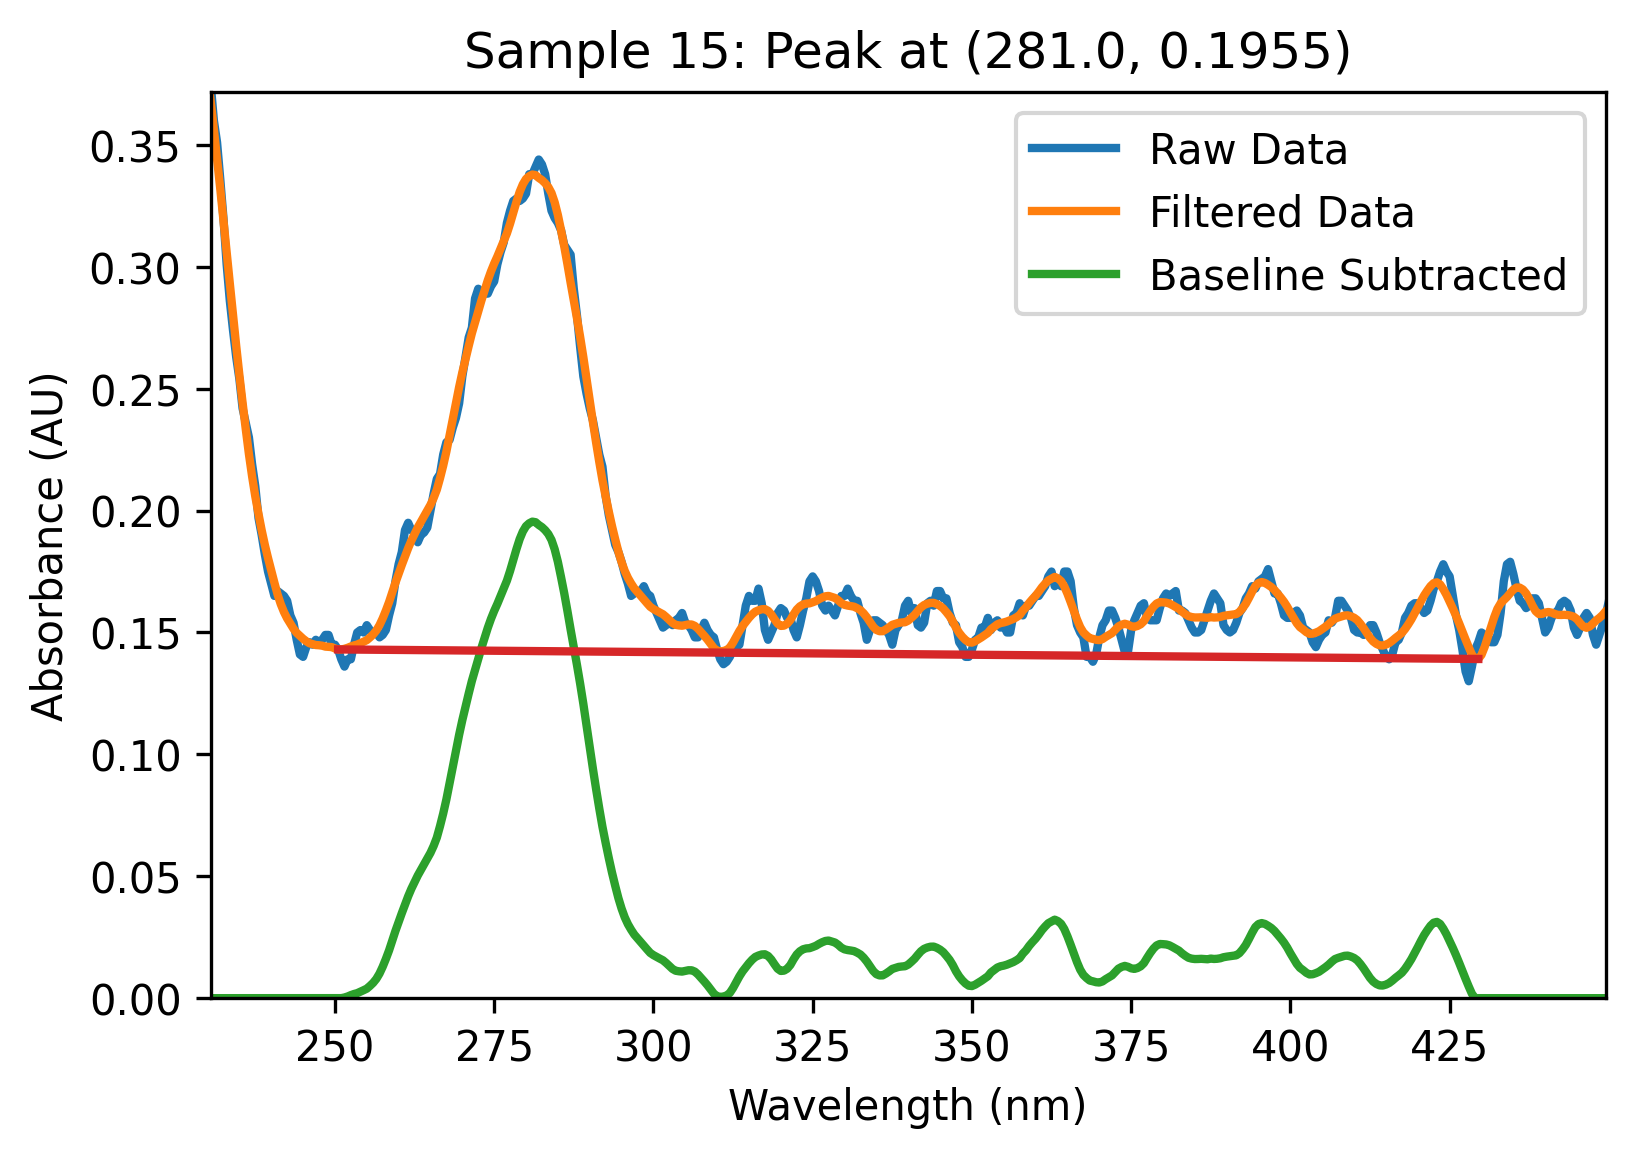 Sample 15: Peak at (281.0, 0.1955)
Raw Data
Filtered Data
Baseline Subtracted
Absorbance (AU)
0.35
0.30
0.25
0.20
0.15
0.10
0.05
0.00
250 275 300 325 350 375 400 425
Wavelength (nm)